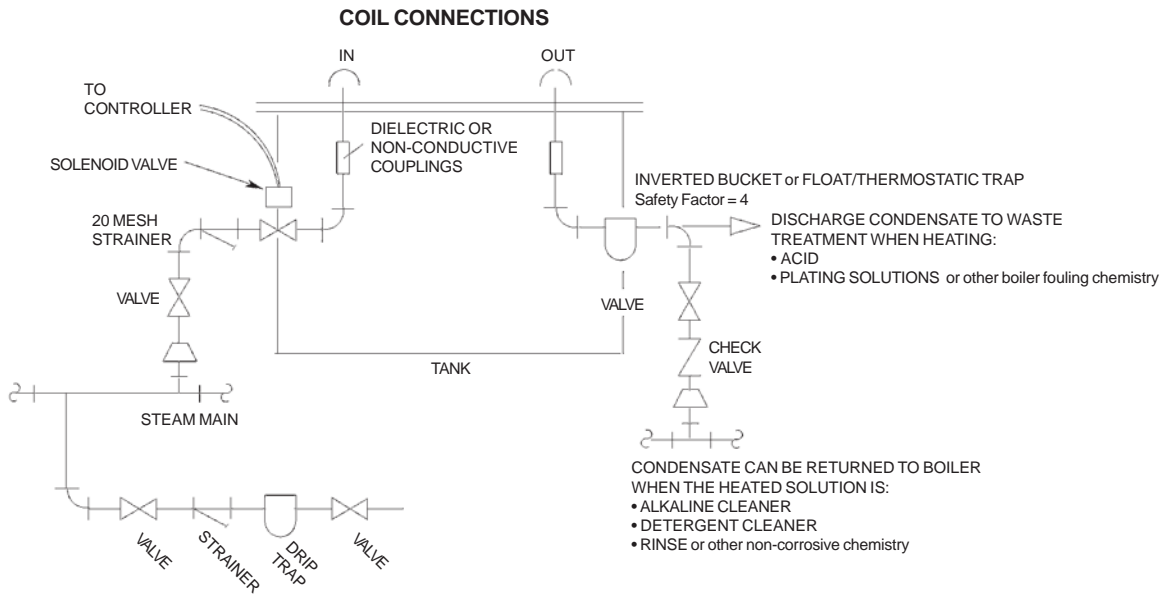 COIL CONNECTIONS
IN
OUT
TO
CONTROLLER
DIELECTRIC OR
NON-CONDUCTIVE
COUPLINGS
SOLENOID VALVE
INVERTED BUCKET or FLOAT/THERMOSTATIC TRAP
Safety Factor = 4
20 MESH
STRAINER
DISCHARGE CONDENSATE TO WASTE
TREATMENT WHEN HEATING:
• ACID
• PLATING SOLUTIONS or other boiler fouling chemistry
VALVE
VALVE
CHECK
VALVE
TANK
STEAM MAIN
CONDENSATE CAN BE RETURNED TO BOILER
WHEN THE HEATED SOLUTION IS:
• ALKALINE CLEANER
• DETERGENT CLEANER
• RINSE or other non-corrosive chemistry
VALVE
STRAINER
DRIP
TRAP
VALVE